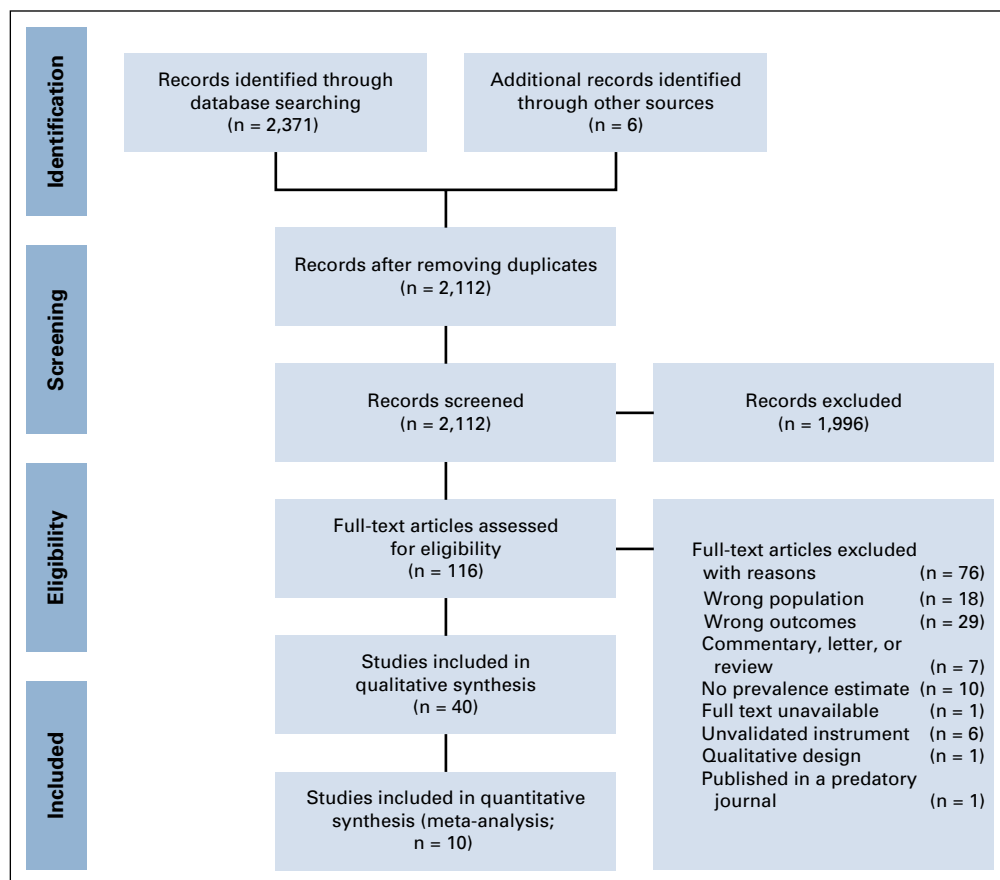 Identification
Records identified through
database searching
(n = 2,371)
Additional records identified
through other sources
(n = 6)
Screening
Records after removing duplicates
(n = 2,112)
Records screened
(n = 2,112)
Records excluded
(n = 1,996)
Eligibility
Full-text articles assessed
for eligibility
(n = 116)
Full-text articles excluded
with reasons (n = 76)
Wrong population (n = 18)
Wrong outcomes (n = 29)
Commentary, letter, or
review (n = 7)
No prevalence estimate (n = 10)
Full text unavailable (n = 1)
Unvalidated instrument (n = 6)
Qualitative design (n = 1)
Published in a predatory
journal (n = 1)
Studies included in
qualitative synthesis
(n = 40)
Included
Studies included in quantitative
synthesis (meta-analysis;
n = 10)